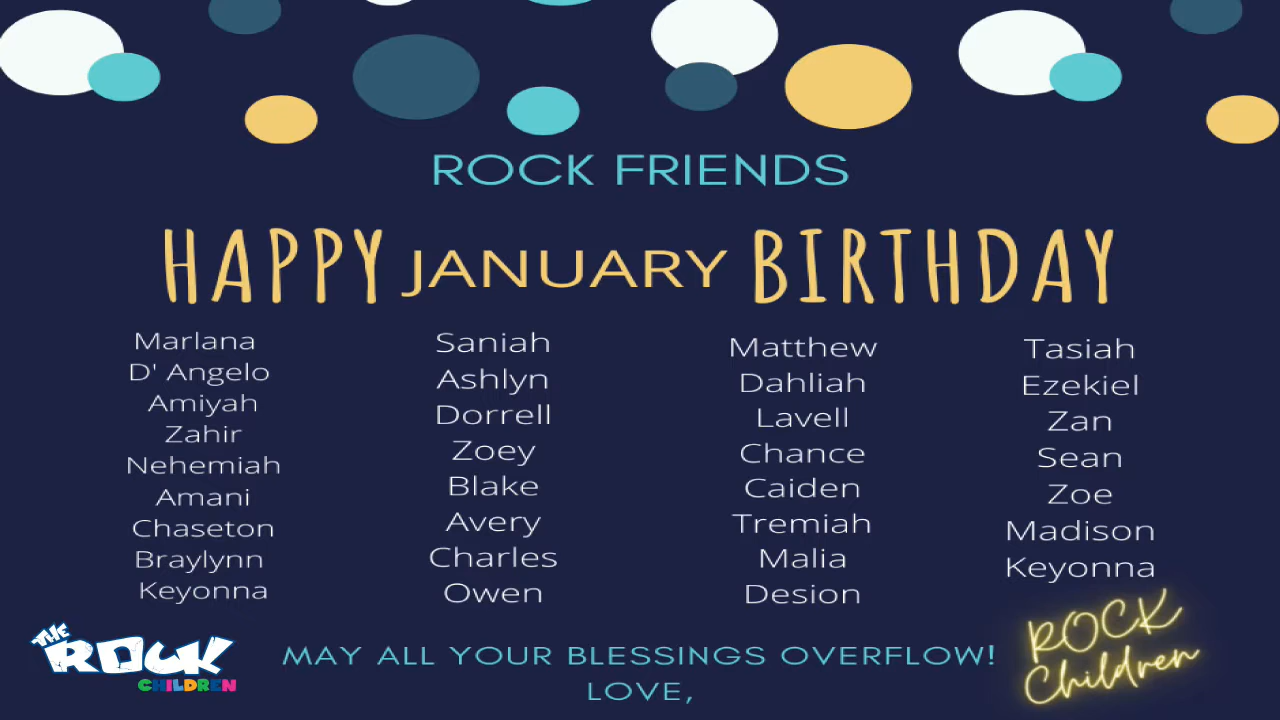 ROCK FRIENDS
HAPPY JANUARY BIRTHDAY
Marlana
D' Angelo
Amiyah
Zahir
Nehemiah
Amani
Chaseton
Braylynn
Keyonna
Saniah
Ashlyn
Dorrell
Zoey
Blake
Avery
Charles
Owen
Matthew
Dahliah
Lavell
Chance
Caiden
Tremiah
Malia
Desion
Tasiah
Ezekiel
Zan
Sean
Zoe
Madison
Keyonna
THE
ROCK
CHILDREN
MAY ALL YOUR BLESSINGS OVERFLOW!
LOVE,
ROCK
Children